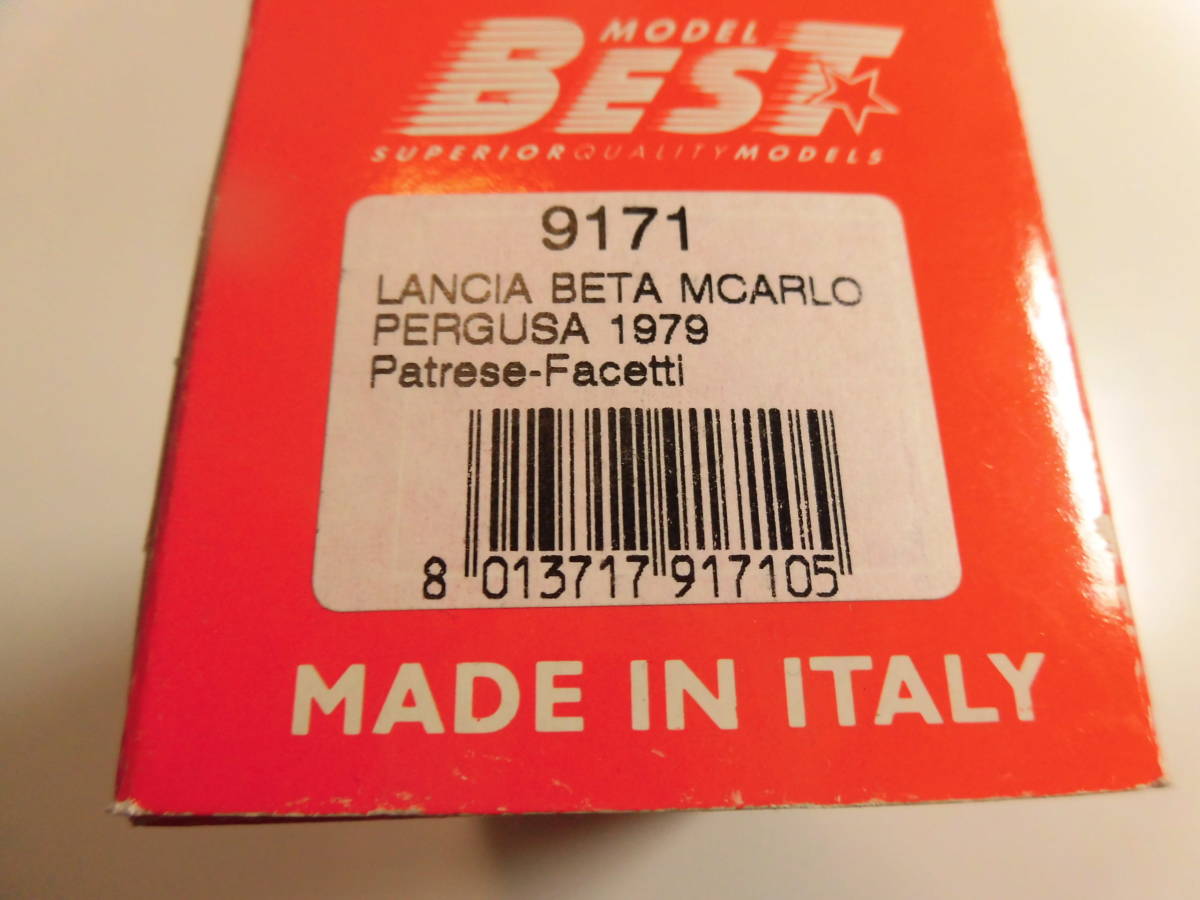 MODEL
BEST
SUPERIORQUALITYMODELS
9171
LANCIA BETA MCARLO
PERGUSA 1979
Patrese-Facetti
8 013717 917105
MADE IN ITALY